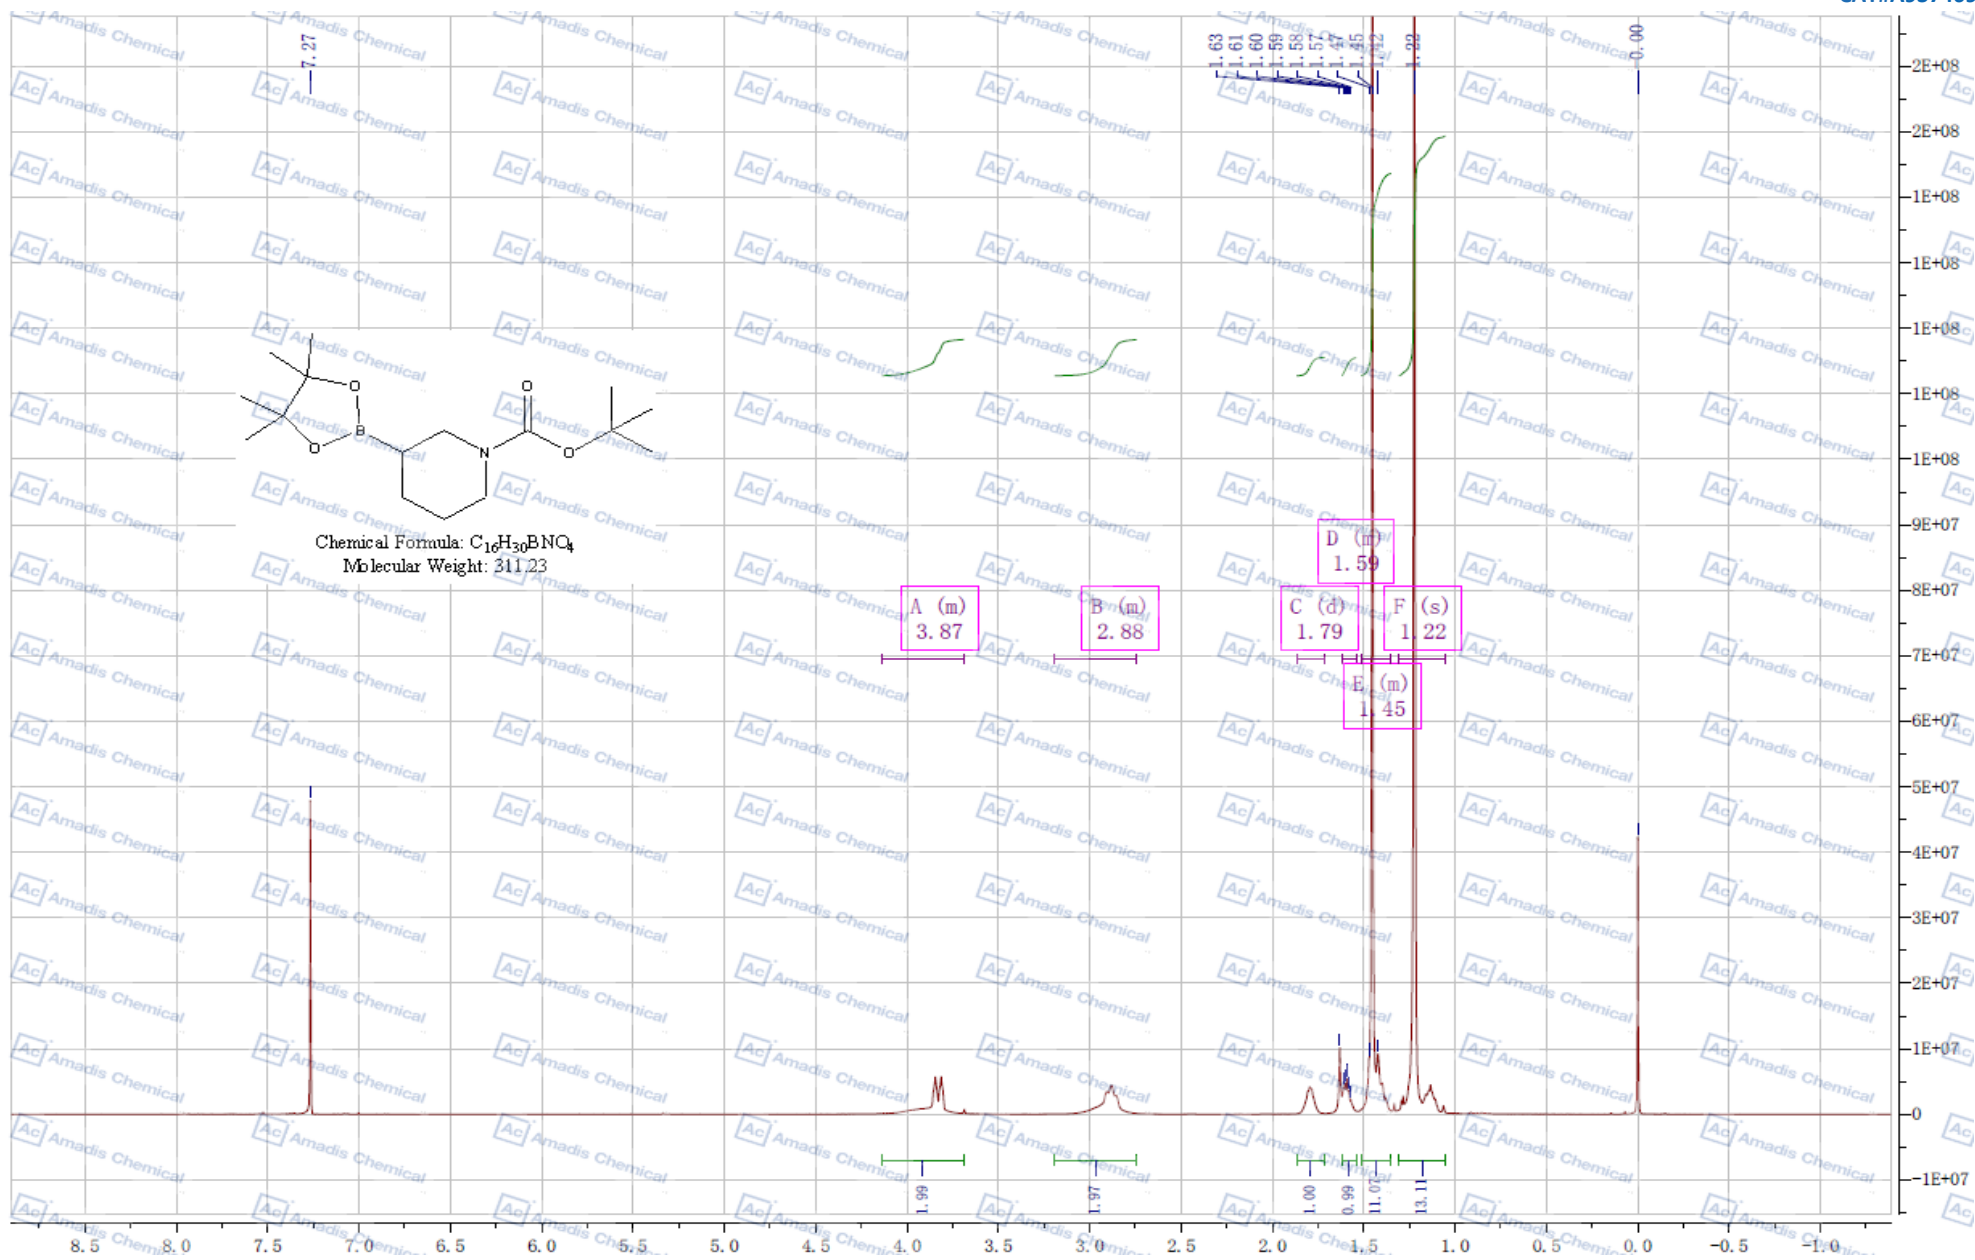 7.27
1.63
1.61
1.60
1.59
1.58
1.57
1.47
1.45
1.42
1.22
-0.00
2E+08
2E+08
1E+08
1E+08
1E+08
1E+08
1E+08
9E+07
8E+07
7E+07
6E+07
5E+07
4E+07
3E+07
2E+07
1E+07
0
-1E+07
O
O
B
O
N
O
Chemical Formula: C16H30BNO4
Molecular Weight: 311.23
D (m)
1.59
A (m)
3.87
B (m)
2.88
C (d)
1.79
F (s)
1.22
E (m)
1.45
1.99
1.97
1.00
0.99
11.07
13.11
8.5 8.0 7.5 7.0 6.5 6.0 5.5 5.0 4.5 4.0 3.5 3.0 2.5 2.0 1.5 1.0 0.5 0.0 -0.5 -1.0
Ac Amadis Chemical